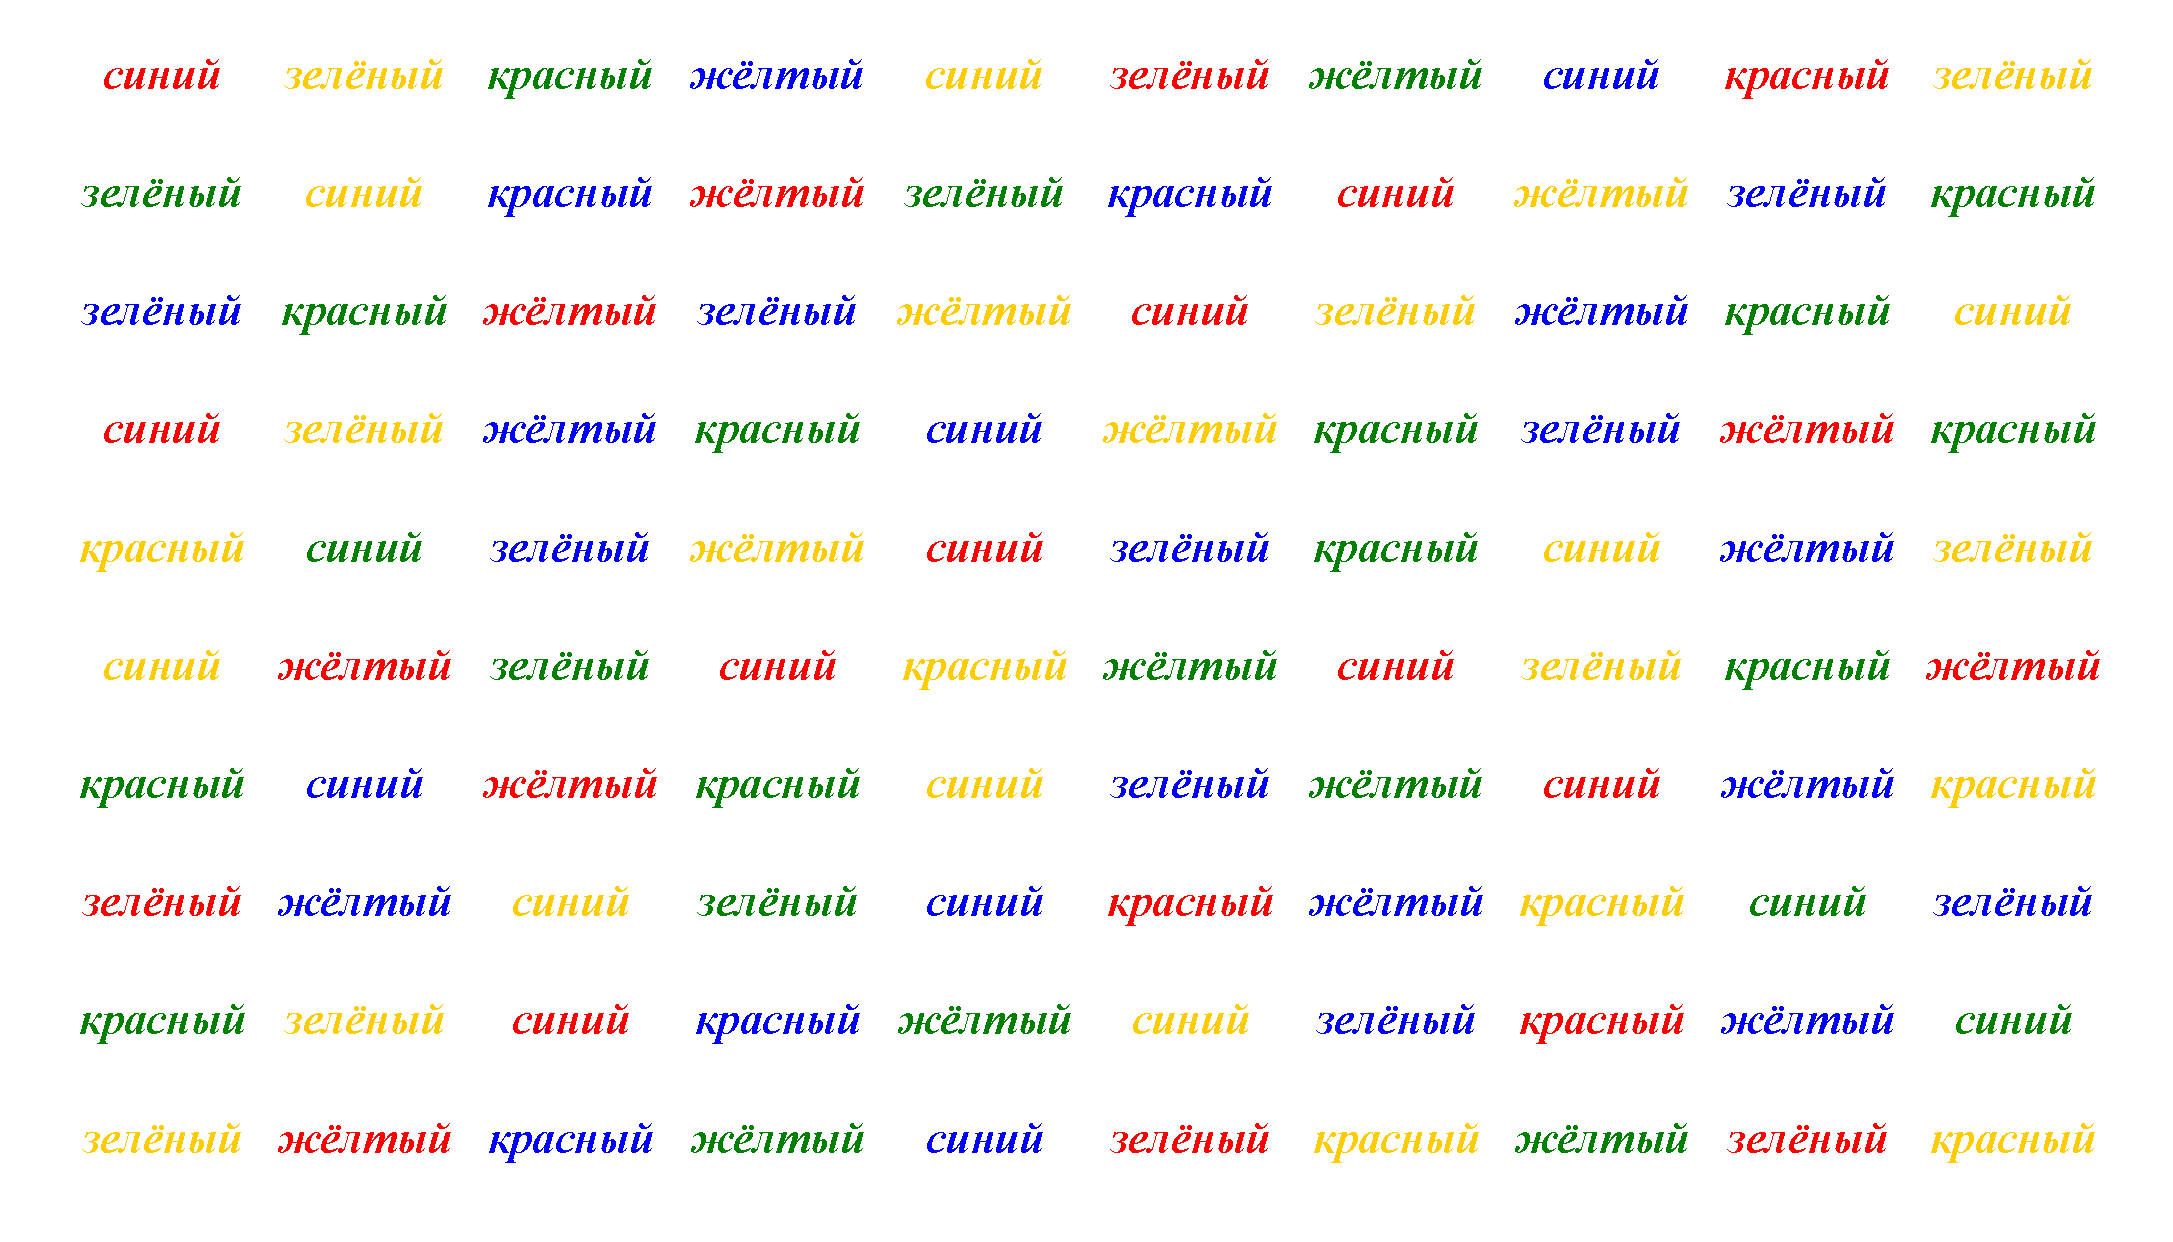 синий зелёный красный жёлтый синий зелёный жёлтый синий красный зелёный
зелёный синий красный жёлтый зелёный красный синий жёлтый зелёный красный
зелёный красный жёлтый зелёный жёлтый синий зелёный жёлтый красный синий
синий зелёный жёлтый красный синий жёлтый красный зелёный жёлтый красный
красный синий зелёный жёлтый синий зелёный красный синий жёлтый зелёный
синий жёлтый зелёный синий красный жёлтый синий зелёный красный жёлтый
красный синий жёлтый красный синий зелёный жёлтый синий жёлтый красный
зелёный жёлтый синий зелёный синий красный жёлтый красный синий зелёный
красный зелёный синий красный жёлтый синий зелёный красный жёлтый синий
зелёный жёлтый красный жёлтый синий зелёный красный жёлтый зелёный красный